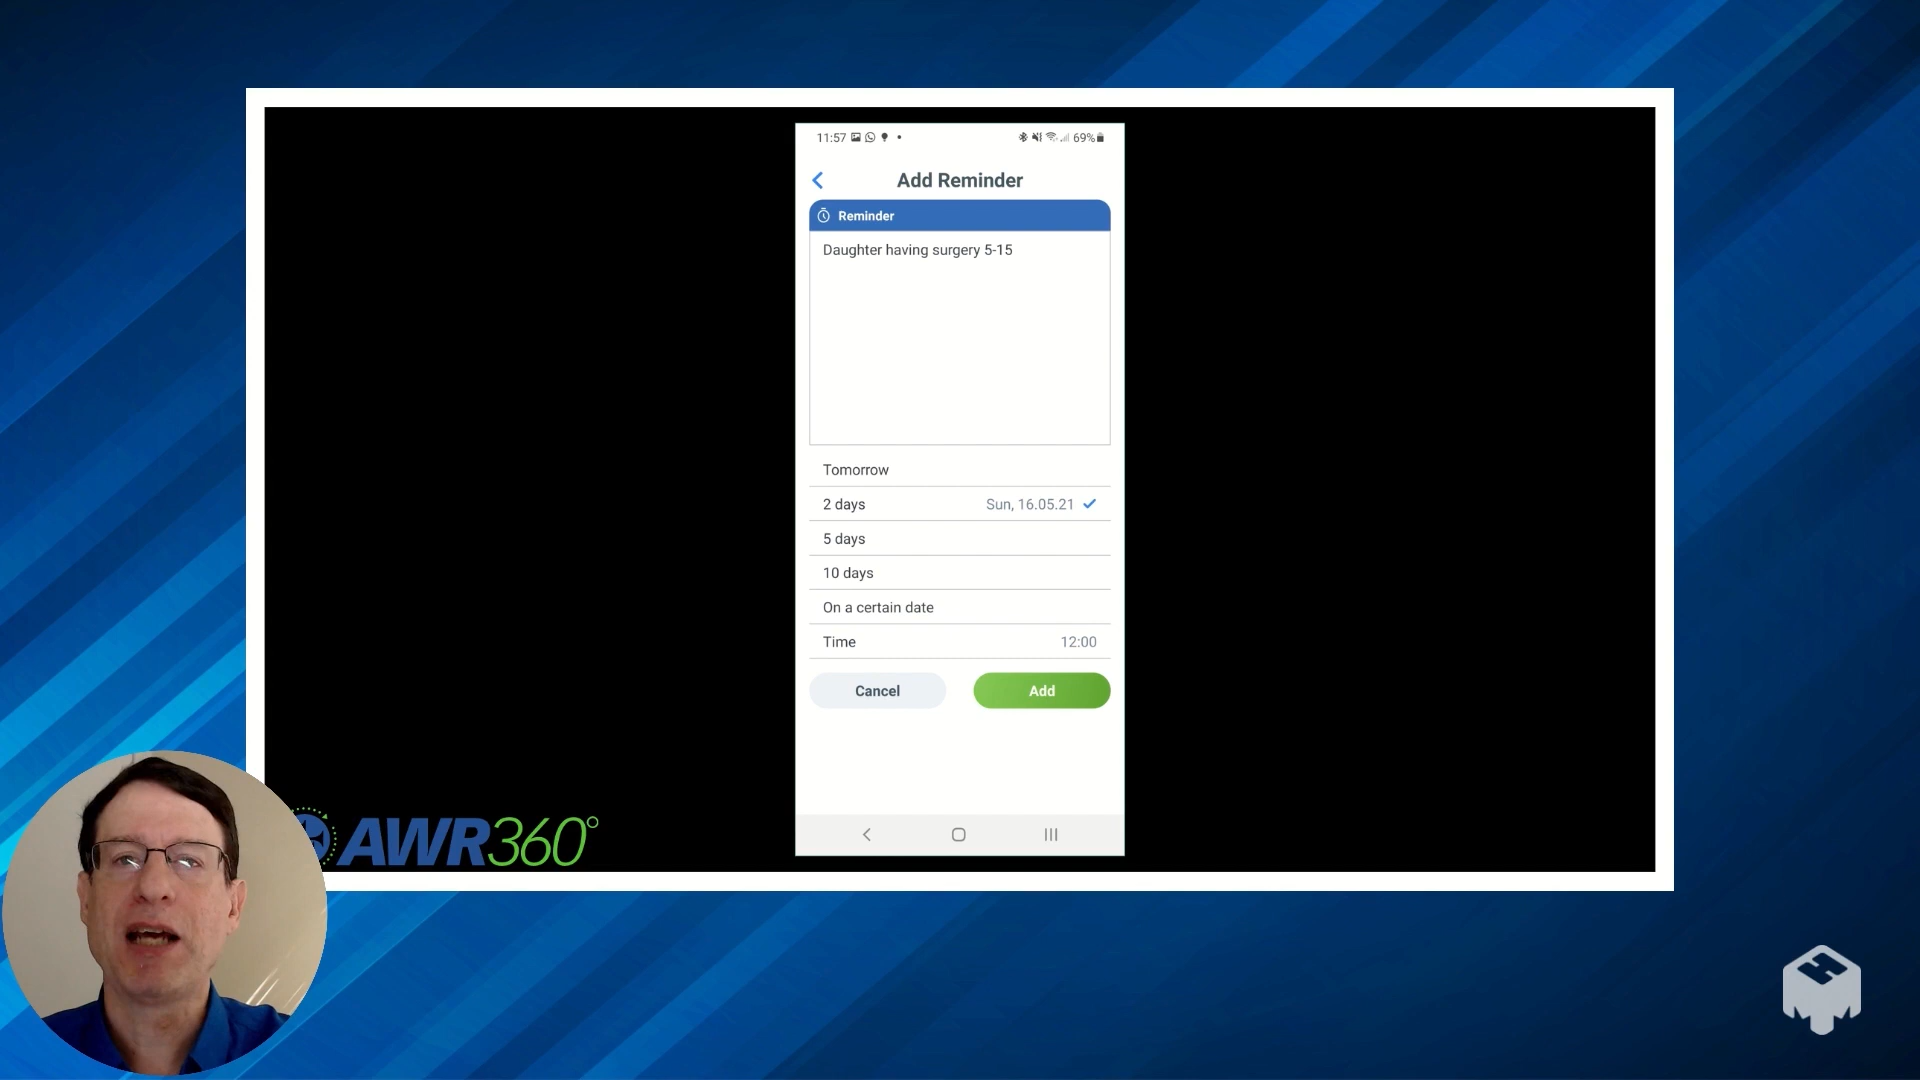 11:57
69%
Add Reminder
Reminder
Daughter having surgery 5-15
Tomorrow
2 days Sun, 16.05.21
5 days
10 days
On a certain date
Time 12:00
Cancel Add
AWR360°